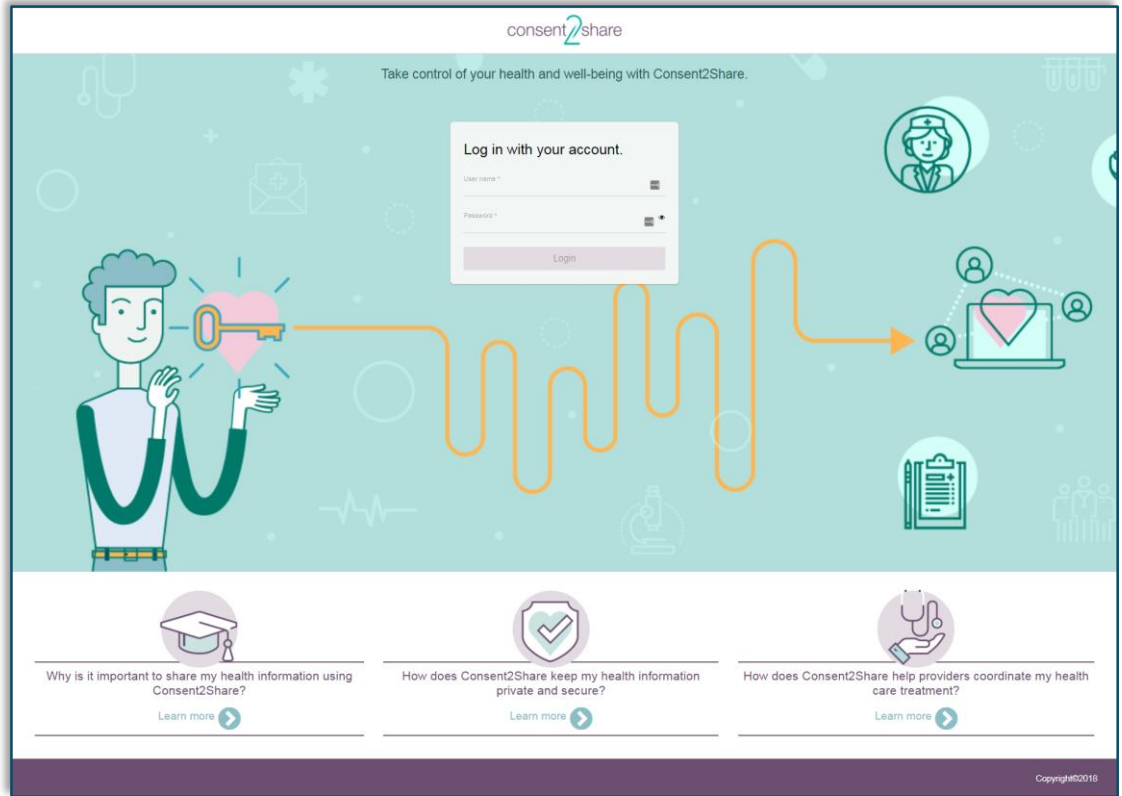 consent2share
Take control of your health and well-being with Consent2Share.
Log in with your account.
User name *
Password *
Login
Why is it important to share my health information using
Consent2Share?
Learn more
How does Consent2Share keep my health information
private and secure?
Learn more
How does Consent2Share help providers coordinate my health
care treatment?
Learn more
Copyright©2018